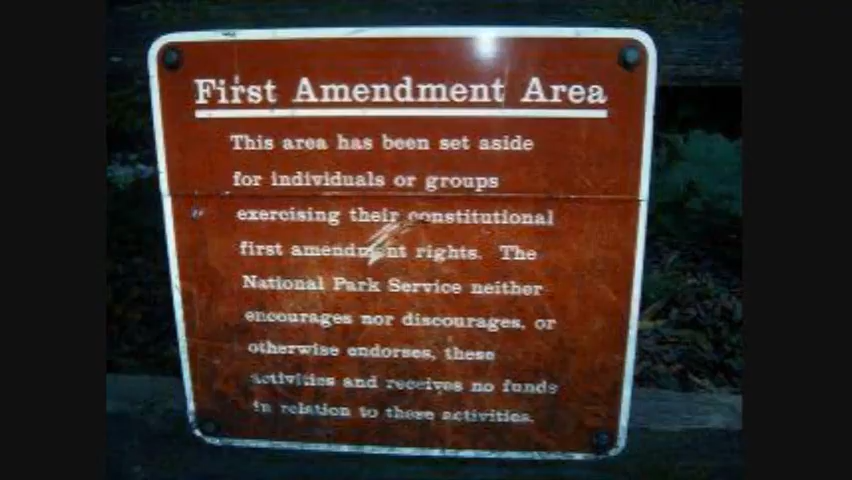 First Amendment Area
This area has been set aside
for individuals or groups
exercising their constitutional
first amendment rights. The
National Park Service neither
encourages nor discourages, or
otherwise endorses, these
activities and receives no funds
in relation to these activities.